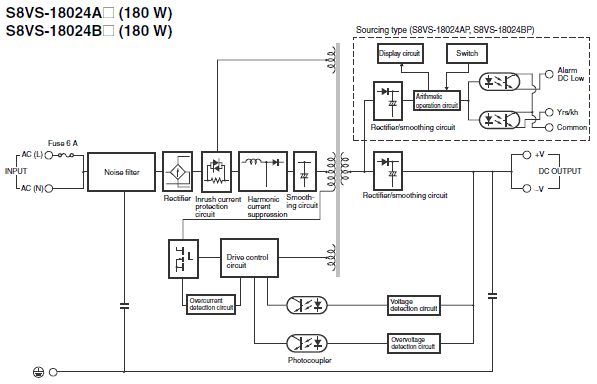 S8VS-18024A□ (180 W)
S8VS-18024B□ (180 W)
Sourcing type (S8VS-18024AP, S8VS-18024BP)
Display circuit
Switch
Alarm
DC Low
Arithmetic
operation circuit
Yrs/kh
Common
Rectifier/smoothing circuit
Fuse 6 A
AC (L)
INPUT
AC (N)
Noise filter
Rectifier
Inrush current
protection
circuit
Harmonic
current
suppression
Smooth-
ing circuit
Rectifier/smoothing circuit
+V
DC OUTPUT
–V
Drive control
circuit
Overcurrent
detection circuit
Voltage
detection circuit
Overvoltage
detection circuit
Photocoupler